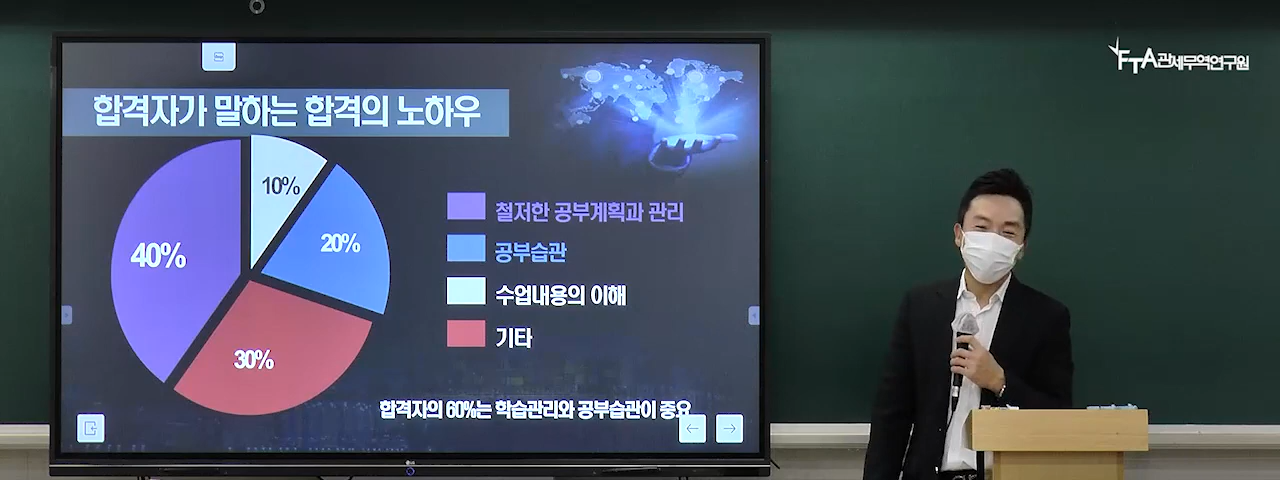 합격자가 말하는 합격의 노하우
10%
20%
40%
30%
철저한 공부계획과 관리
공부습관
수업내용의 이해
기타
합격자의 60%는 학습관리와 공부습관이 중요
LG
FTA관세무역연구원